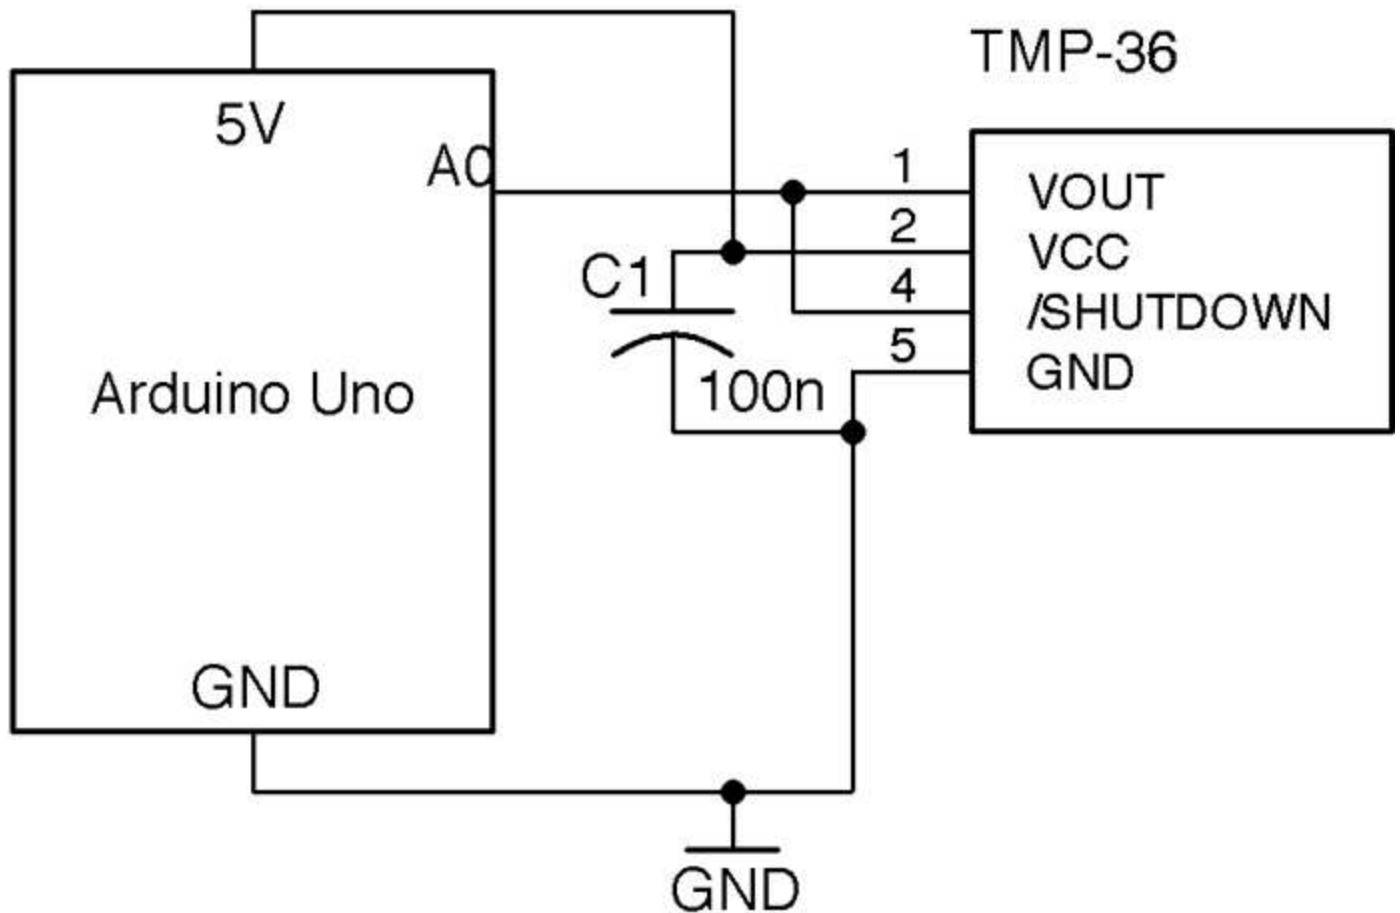 TMP-36
5V
A0
1
VOUT
2
VCC
C1
4
/SHUTDOWN
5
GND
100n
Arduino Uno
GND
GND